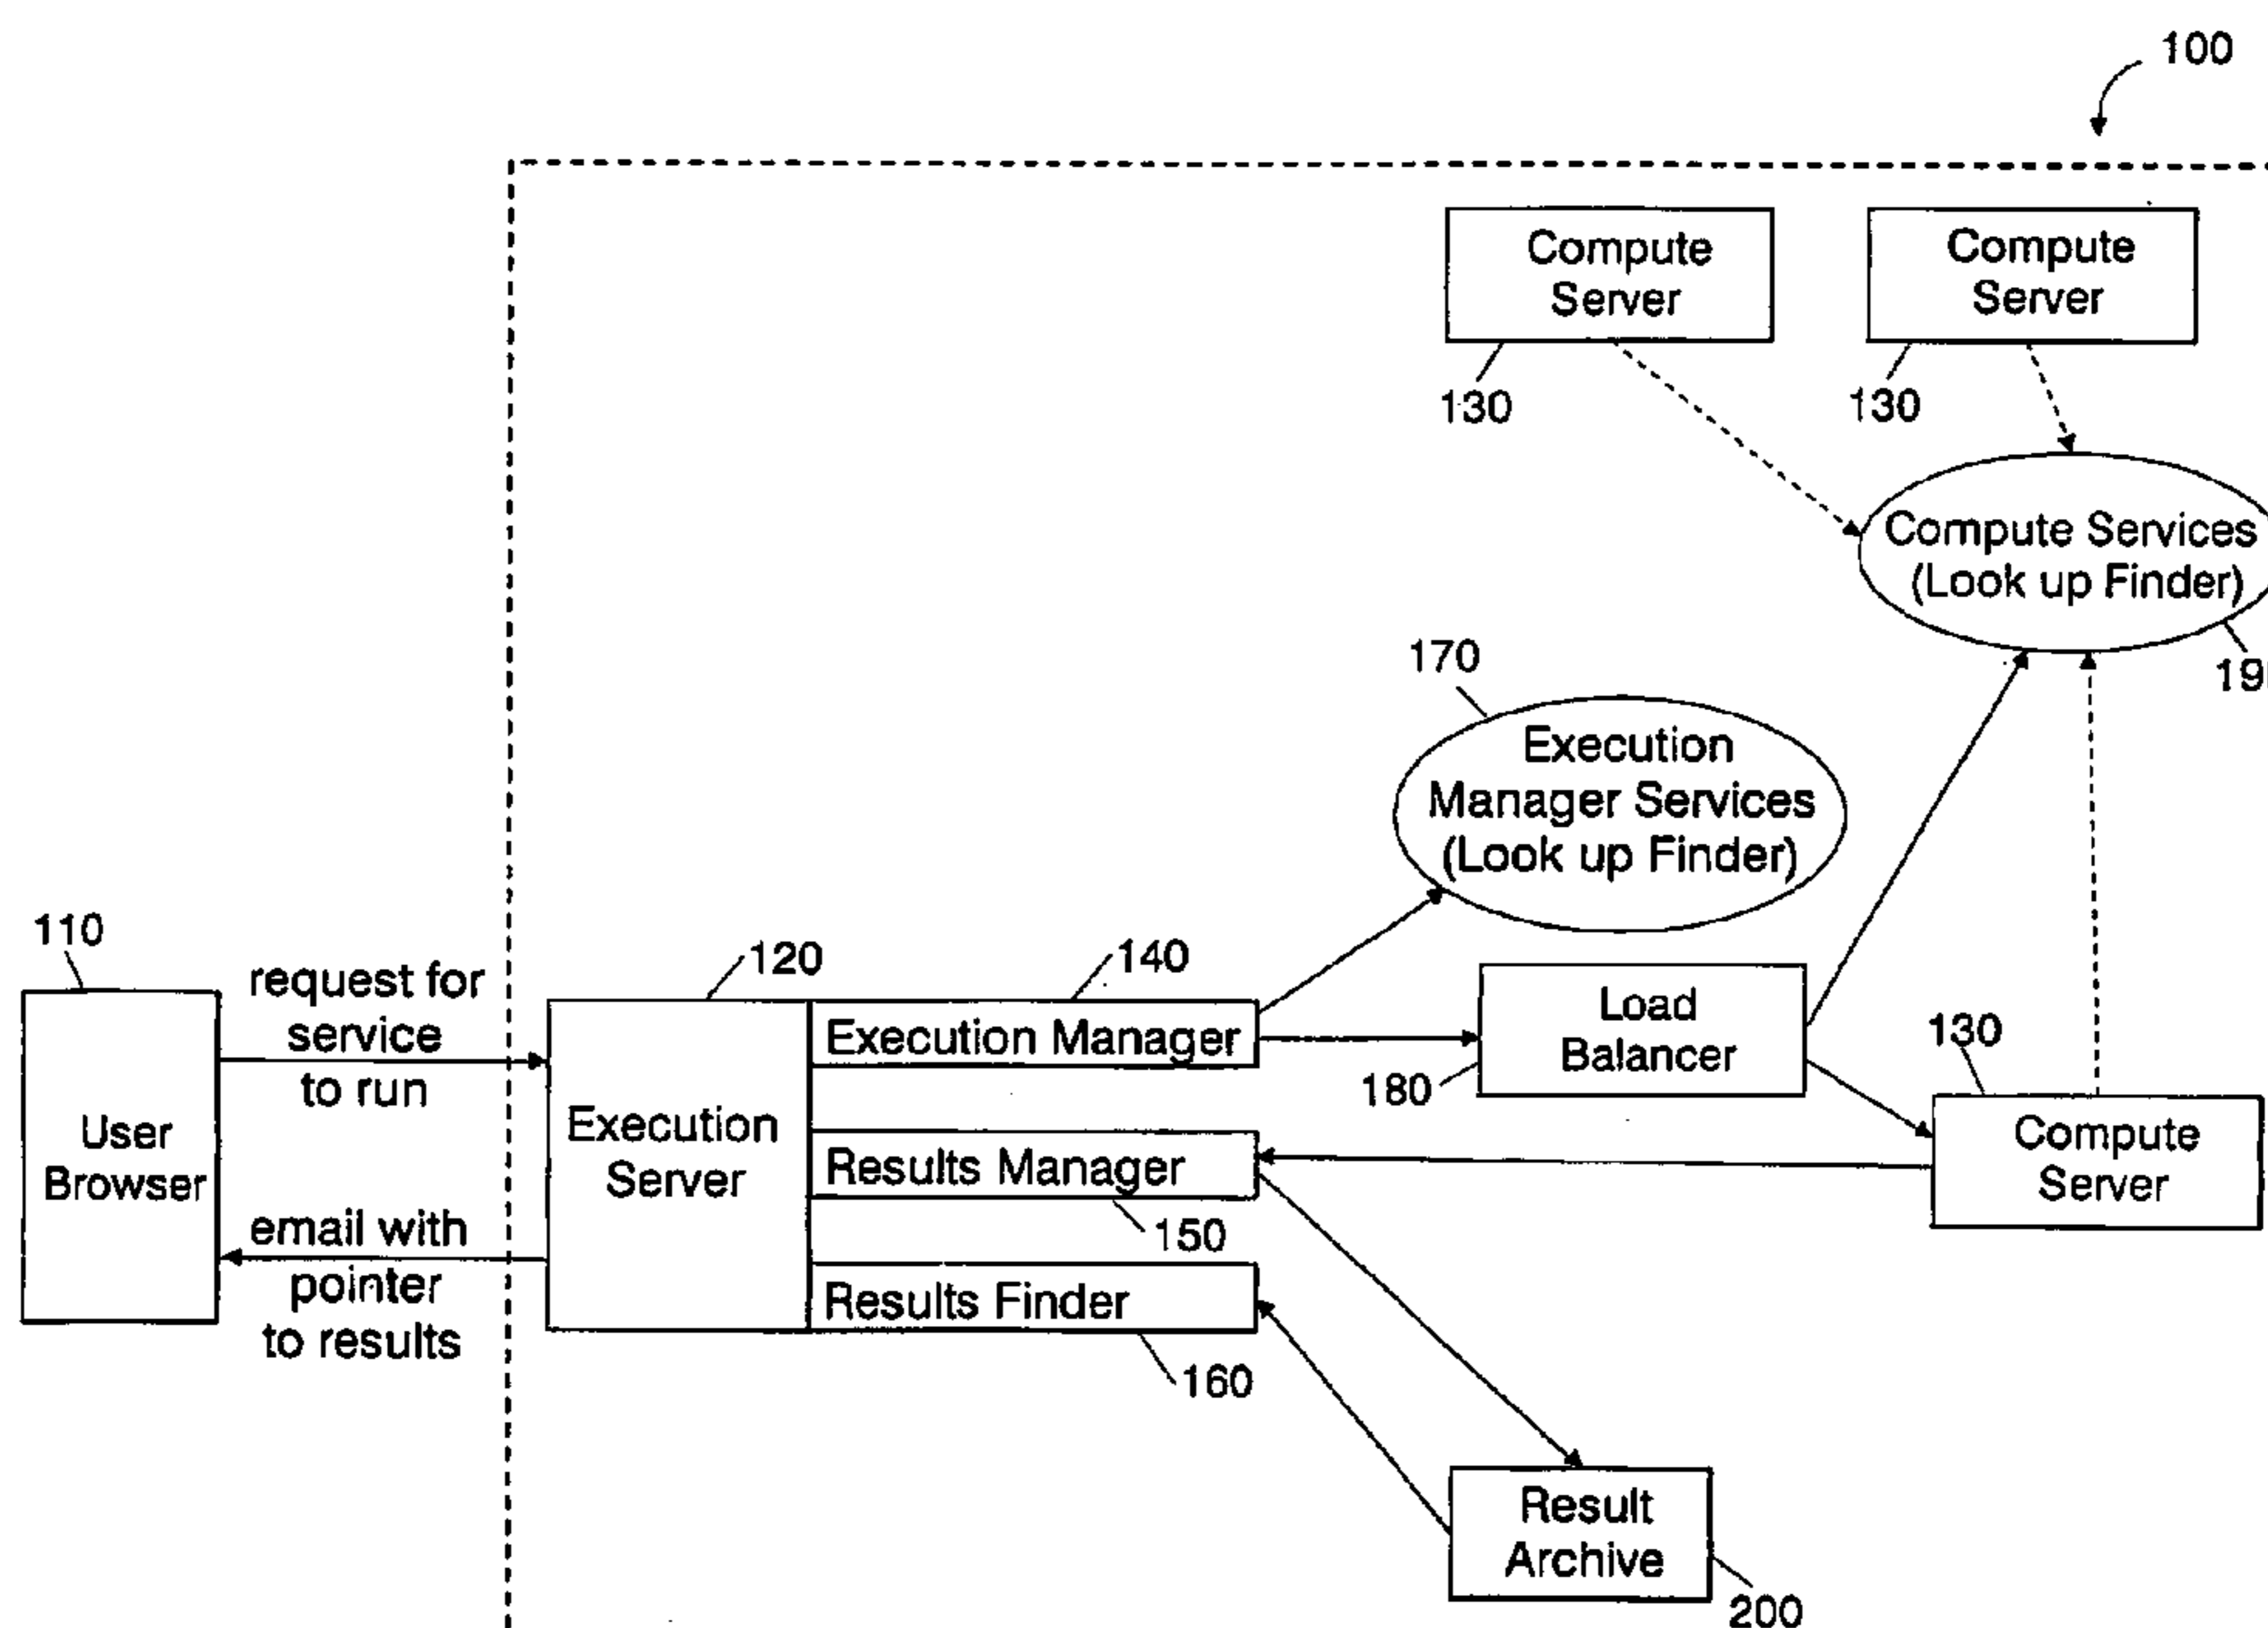 100
Compute
Server
130
Compute
Server
130
Compute Services
(Look up Finder)
19
170
Execution
Manager Services
(Look up Finder)
110
User
Browser
request for
service
to run
email with
pointer
to results
120
Execution
Server
140
Execution Manager
Results Manager
150
Results Finder
160
Load
Balancer
180
130
Compute
Server
Result
Archive
200